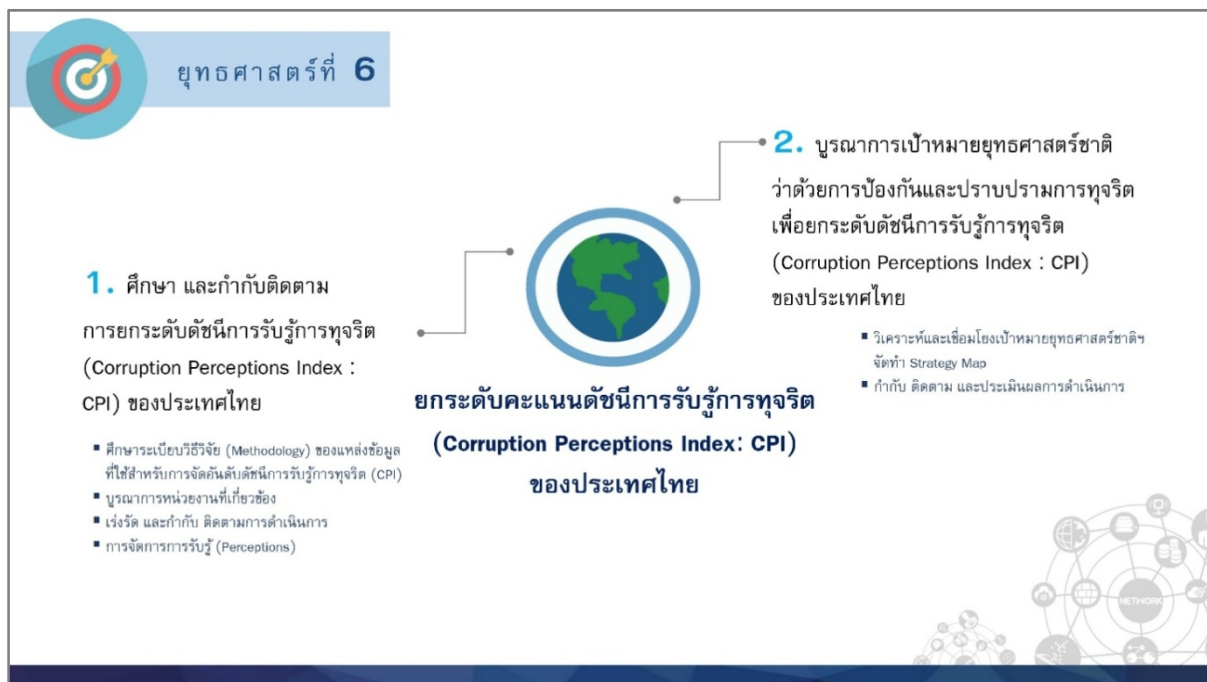 ยุทธศาสตร์ที่ 6
1. ศึกษา และกำกับติดตาม
การยกระดับดัชนีการรับรู้การทุจริต
(Corruption Perceptions Index :
CPI) ของประเทศไทย
▪ ศึกษาระเบียบวิธีวิจัย (Methodology) ของแหล่งข้อมูล
ที่ใช้สำหรับการจัดอันดับดัชนีการรับรู้การทุจริต (CPI)
▪ บูรณาการหน่วยงานที่เกี่ยวข้อง
▪ เร่งรัด และกำกับ ติดตามการดำเนินการ
▪ การจัดการการรับรู้ (Perceptions)
ยกระดับคะแนนดัชนีการรับรู้การทุจริต
(Corruption Perceptions Index: CPI)
ของประเทศไทย
2. บูรณาการเป้าหมายยุทธศาสตร์ชาติ
ว่าด้วยการป้องกันและปราบปรามการทุจริต
เพื่อยกระดับดัชนีการรับรู้การทุจริต
(Corruption Perceptions Index : CPI)
ของประเทศไทย
▪ วิเคราะห์และเชื่อมโยงเป้าหมายยุทธศาสตร์ชาติฯ
จัดทำ Strategy Map
▪ กำกับ ติดตาม และประเมินผลการดำเนินการ
NETWORK